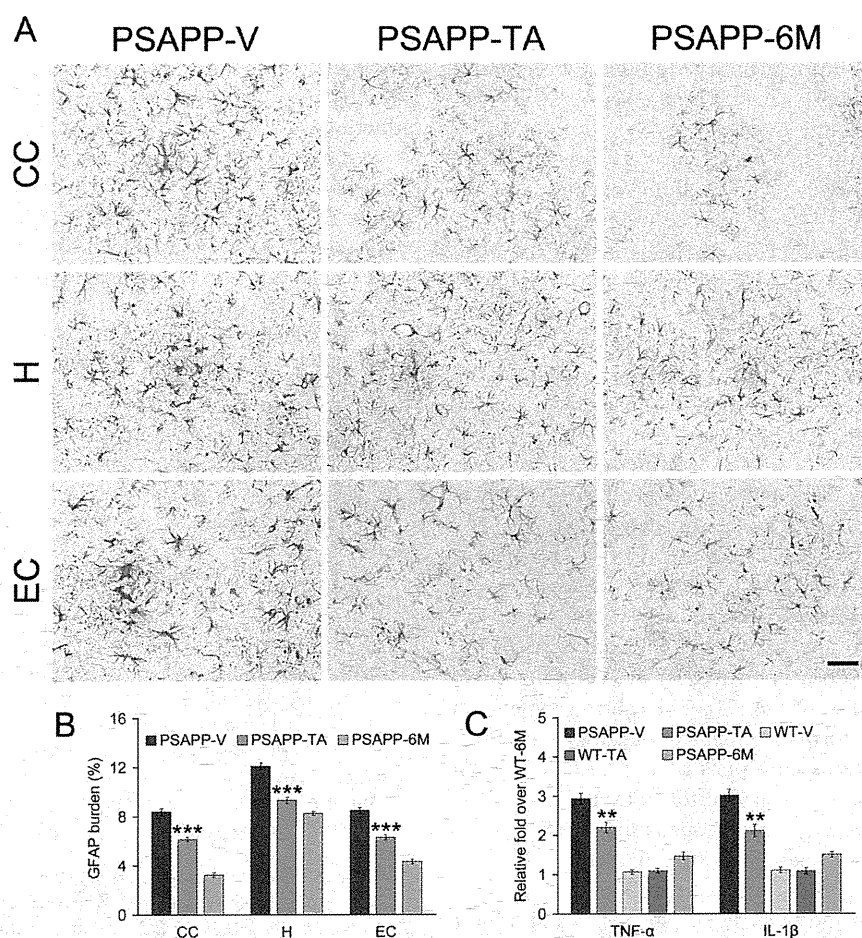 A
PSAPP-V PSAPP-TA PSAPP-6M
CC
H
EC
B
GFAP burden (%)
16
12
8
4
0
PSAPP-V PSAPP-TA PSAPP-6M
***
***
***
CC H EC
C
Relative fold over WT-6M
5
4
3
2
1
0
PSAPP-V PSAPP-TA WT-V
WT-TA PSAPP-6M
**
**
TNF-α IL-1β